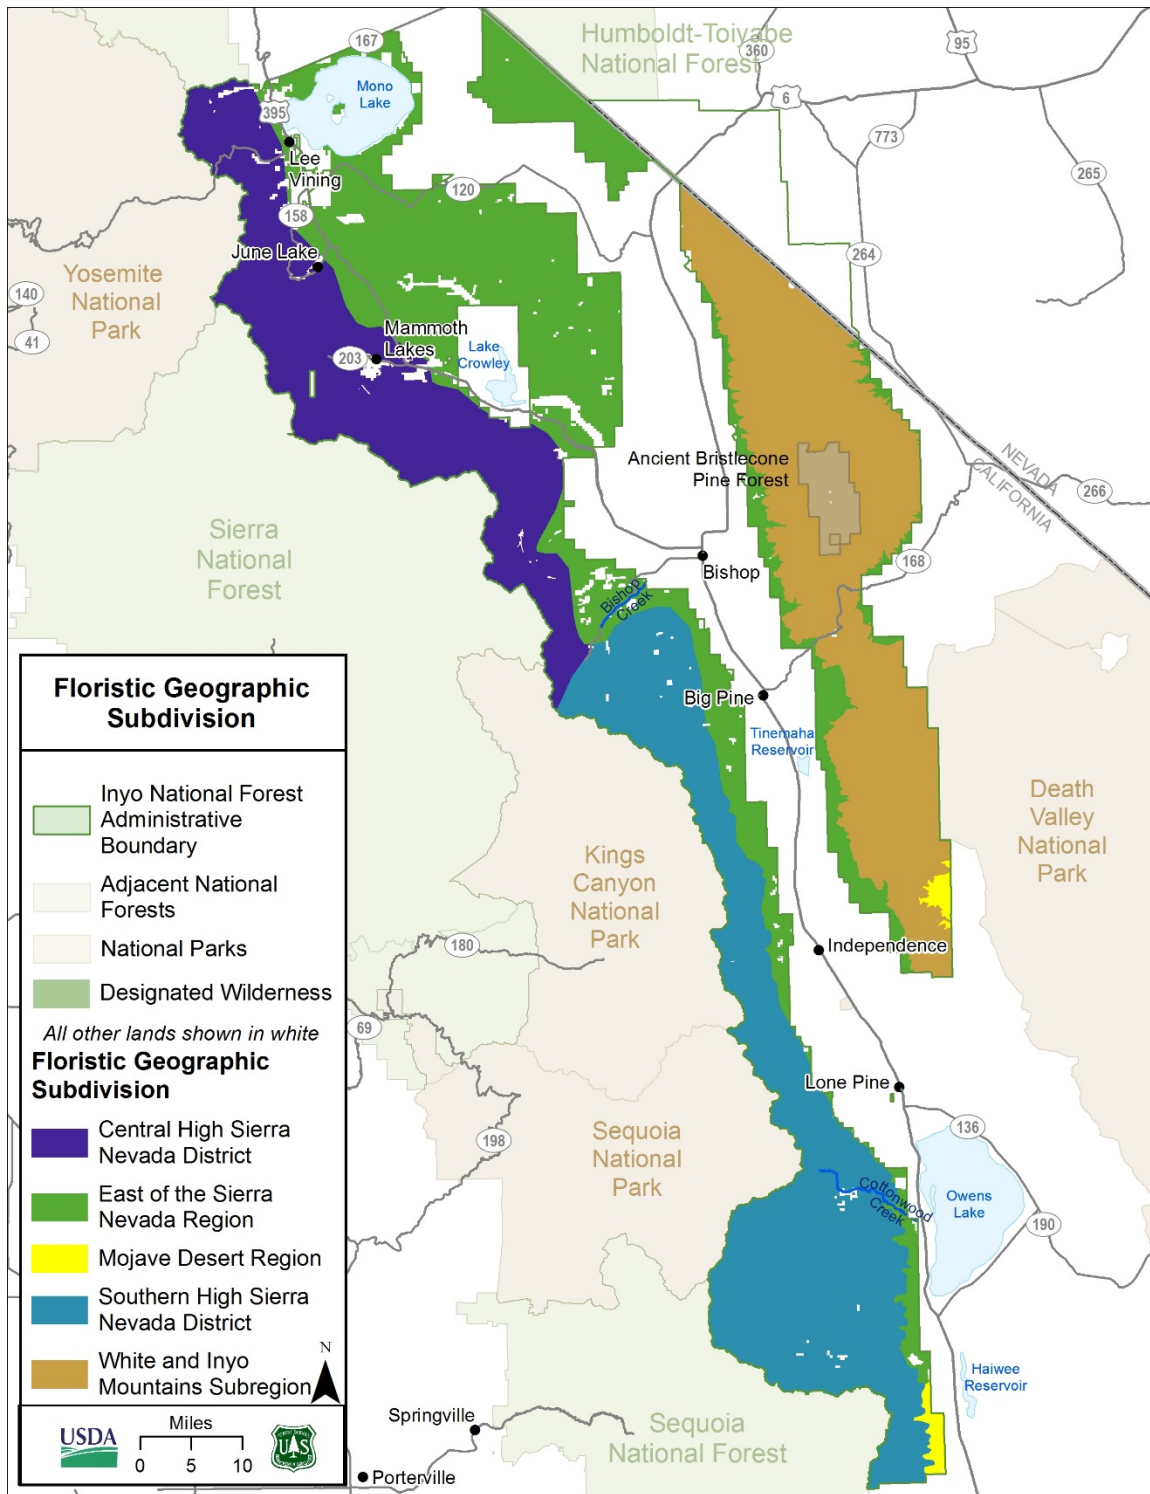 Humboldt-Toiyabe
National Forest
167
360
95
6
Mono
Lake
395
773
Lee
Vining
120
265
158
June Lake
264
Yosemite
National
Park
140
41
Mammoth
Lakes
203
Lake
Crowley
Ancient Bristlecone
Pine Forest
NEVADA
CALIFORNIA
266
Sierra
National
Forest
168
Bishop
Bishop
Creek
Big Pine
Tinemaha
Reservoir
Death
Valley
National
Park
Kings
Canyon
National
Park
180
Independence
69
Lone Pine
198
Sequoia
National
Park
136
Cottonwood
Creek
Owens
Lake
190
Haiwee
Reservoir
Springville
Sequoia
National Forest
Porterville
Floristic Geographic
Subdivision
Inyo National Forest
Administrative
Boundary
Adjacent National
Forests
National Parks
Designated Wilderness
All other lands shown in white
Floristic Geographic
Subdivision
Central High Sierra
Nevada District
East of the Sierra
Nevada Region
Mojave Desert Region
Southern High Sierra
Nevada District
White and Inyo
Mountains Subregion
N
USDA
Miles
0 5 10
U S